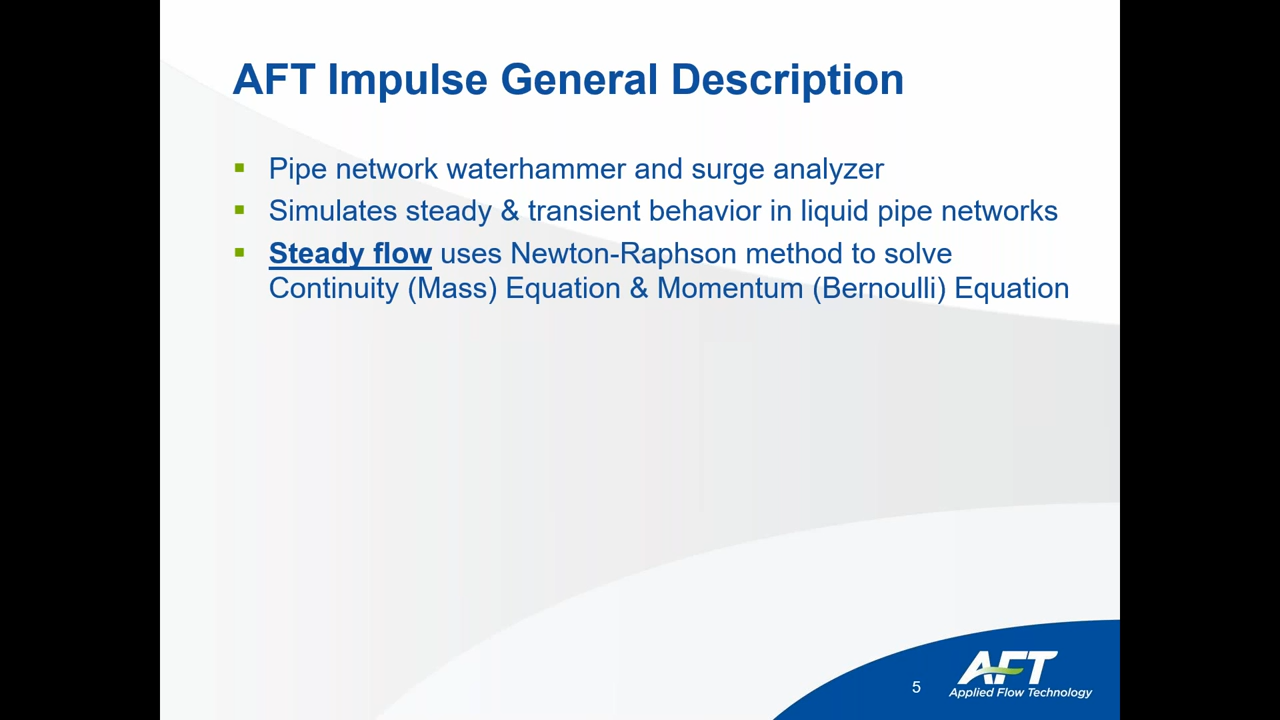 AFT Impulse General Description
▪ Pipe network waterhammer and surge analyzer
▪ Simulates steady & transient behavior in liquid pipe networks
▪ Steady flow uses Newton-Raphson method to solve
Continuity (Mass) Equation & Momentum (Bernoulli) Equation
5
AFT
Applied Flow Technology